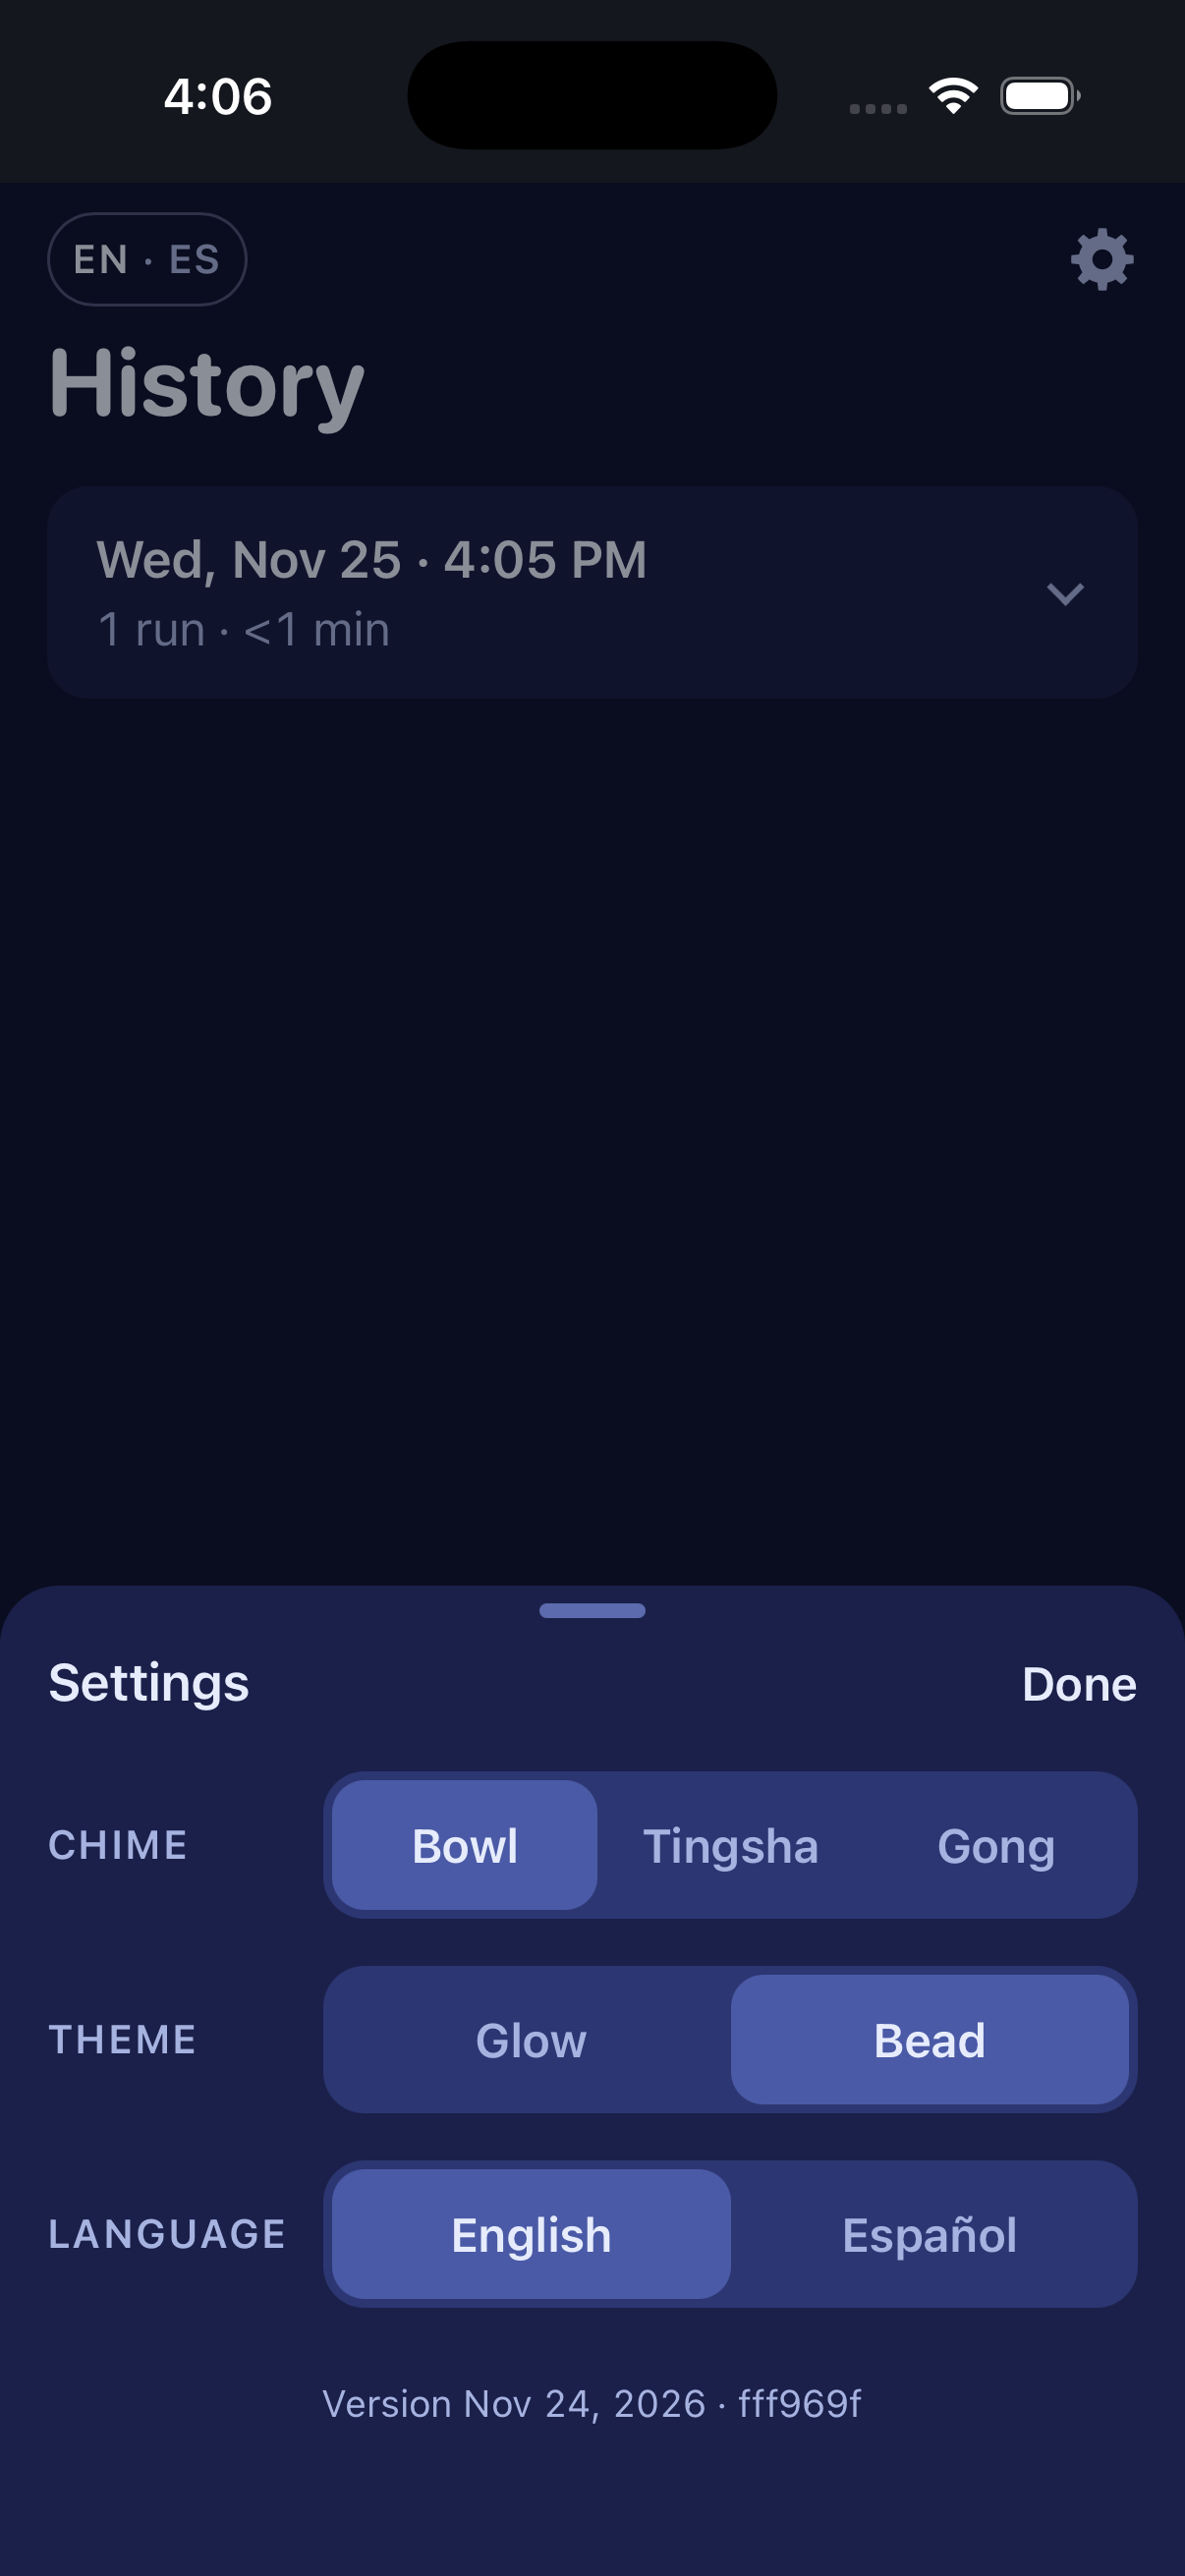 4:06
EN · ES
History
Wed, Nov 25 · 4:05 PM
1 run · <1 min
Settings
Done
CHIME
Bowl
Tingsha
Gong
THEME
Glow
Bead
LANGUAGE
English
Español
Version Nov 24, 2026 · fff969f